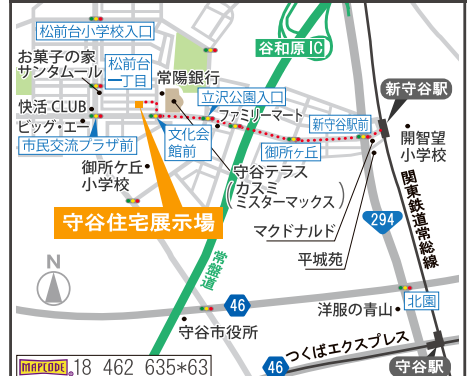 松前台小学校入口
谷和原IC
お菓子の家
サンタムール
松前台
一丁目
常陽銀行
新守谷駅
立沢公園入口
快活CLUB
ビッグ・エー
ファミリーマート
新守谷駅前
市民交流プラザ前
文化会
館前
御所ケ丘
開智望
小学校
御所ケ丘
小学校
守谷テラス
(カスミ
ミスターマックス)
守谷住宅展示場
294
関東鉄道常総線
マクドナルド
平城苑
常盤道
N
46
北園
洋服の青山
守谷市役所
つくばエクスプレス
46
守谷駅
MAPCODE 18 462 635*63